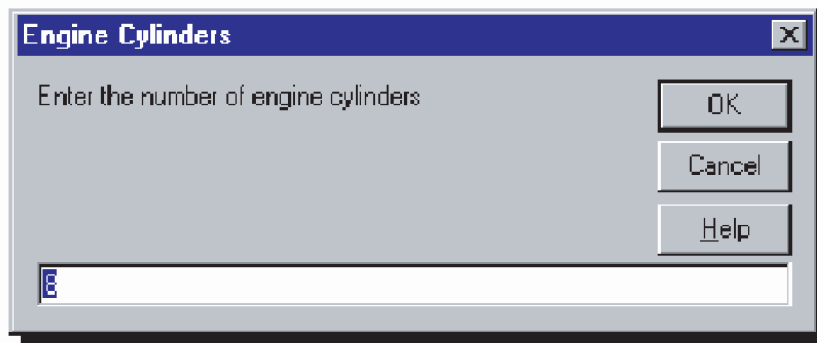 Engine Cylinders
Enter the number of engine cylinders
OK
Cancel
Help
8